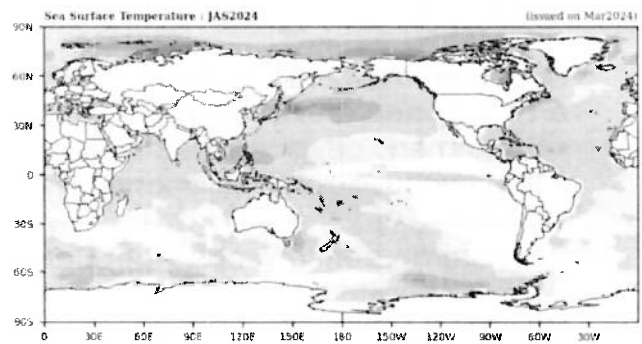 Sea Surface Temperature : JAS2024 (issued on Mar2024)
90N
60N
30N
0
30S
60S
90S
0 30E 60E 90E 120E 150E 180 150W 120W 90W 60W 30W